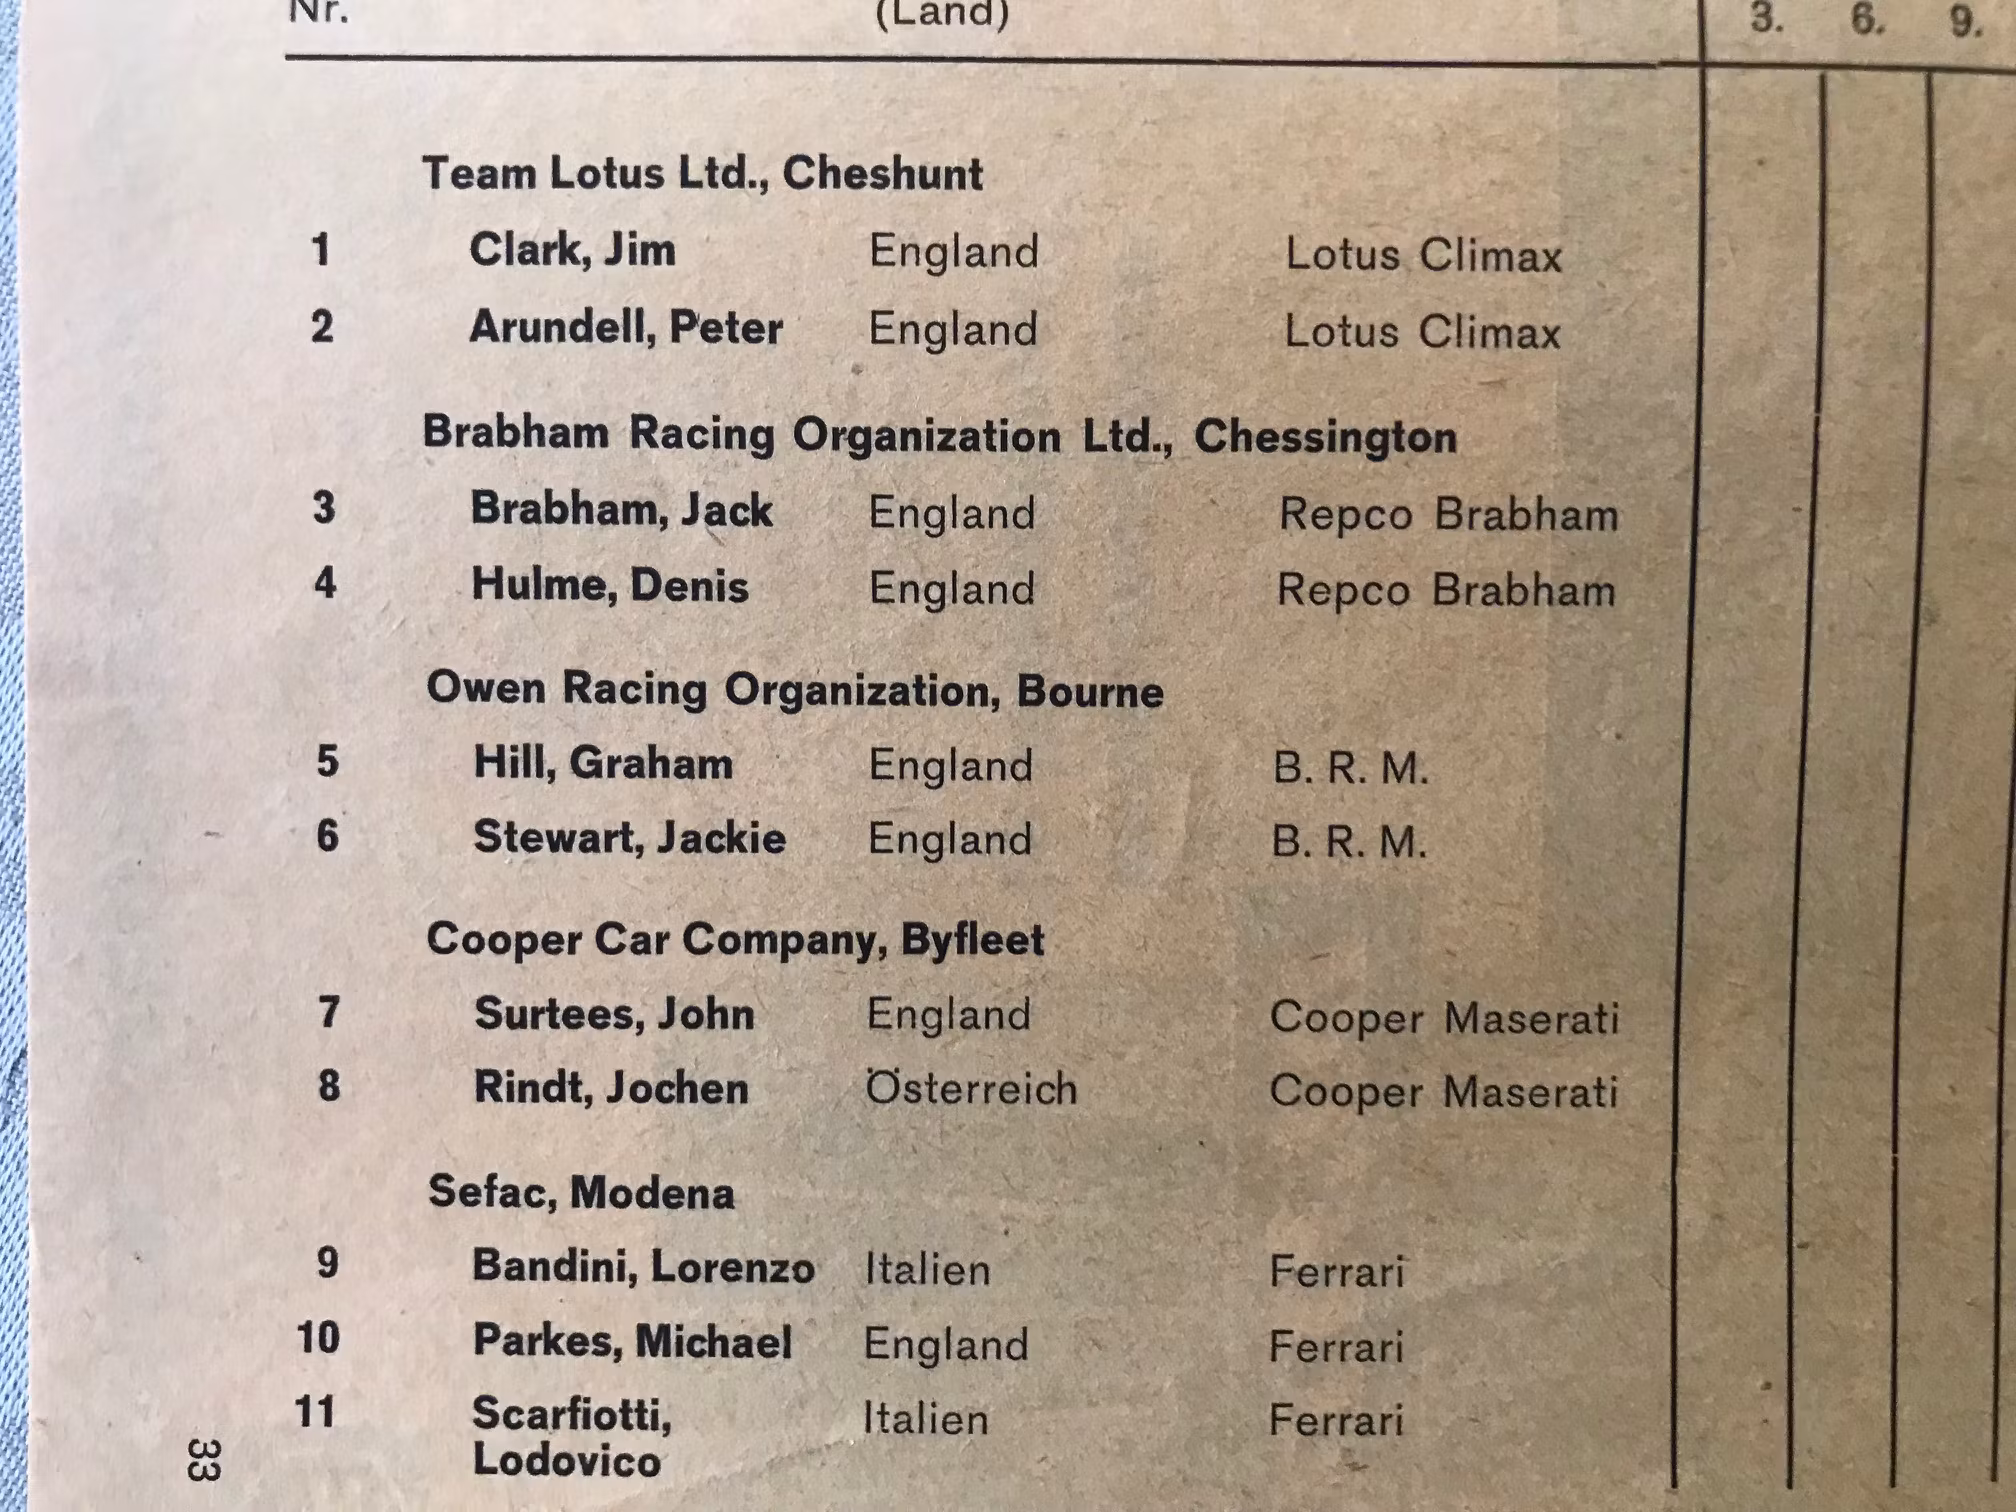 Nr. (Land) 3. 6. 9.
Team Lotus Ltd., Cheshunt
1 Clark, Jim England Lotus Climax
2 Arundell, Peter England Lotus Climax
Brabham Racing Organization Ltd., Chessington
3 Brabham, Jack England Repco Brabham
4 Hulme, Denis England Repco Brabham
Owen Racing Organization, Bourne
5 Hill, Graham England B. R. M.
6 Stewart, Jackie England B. R. M.
Cooper Car Company, Byfleet
7 Surtees, John England Cooper Maserati
8 Rindt, Jochen Österreich Cooper Maserati
Sefac, Modena
9 Bandini, Lorenzo Italien Ferrari
10 Parkes, Michael England Ferrari
11 Scarfiotti, Italien Ferrari
Lodovico
33